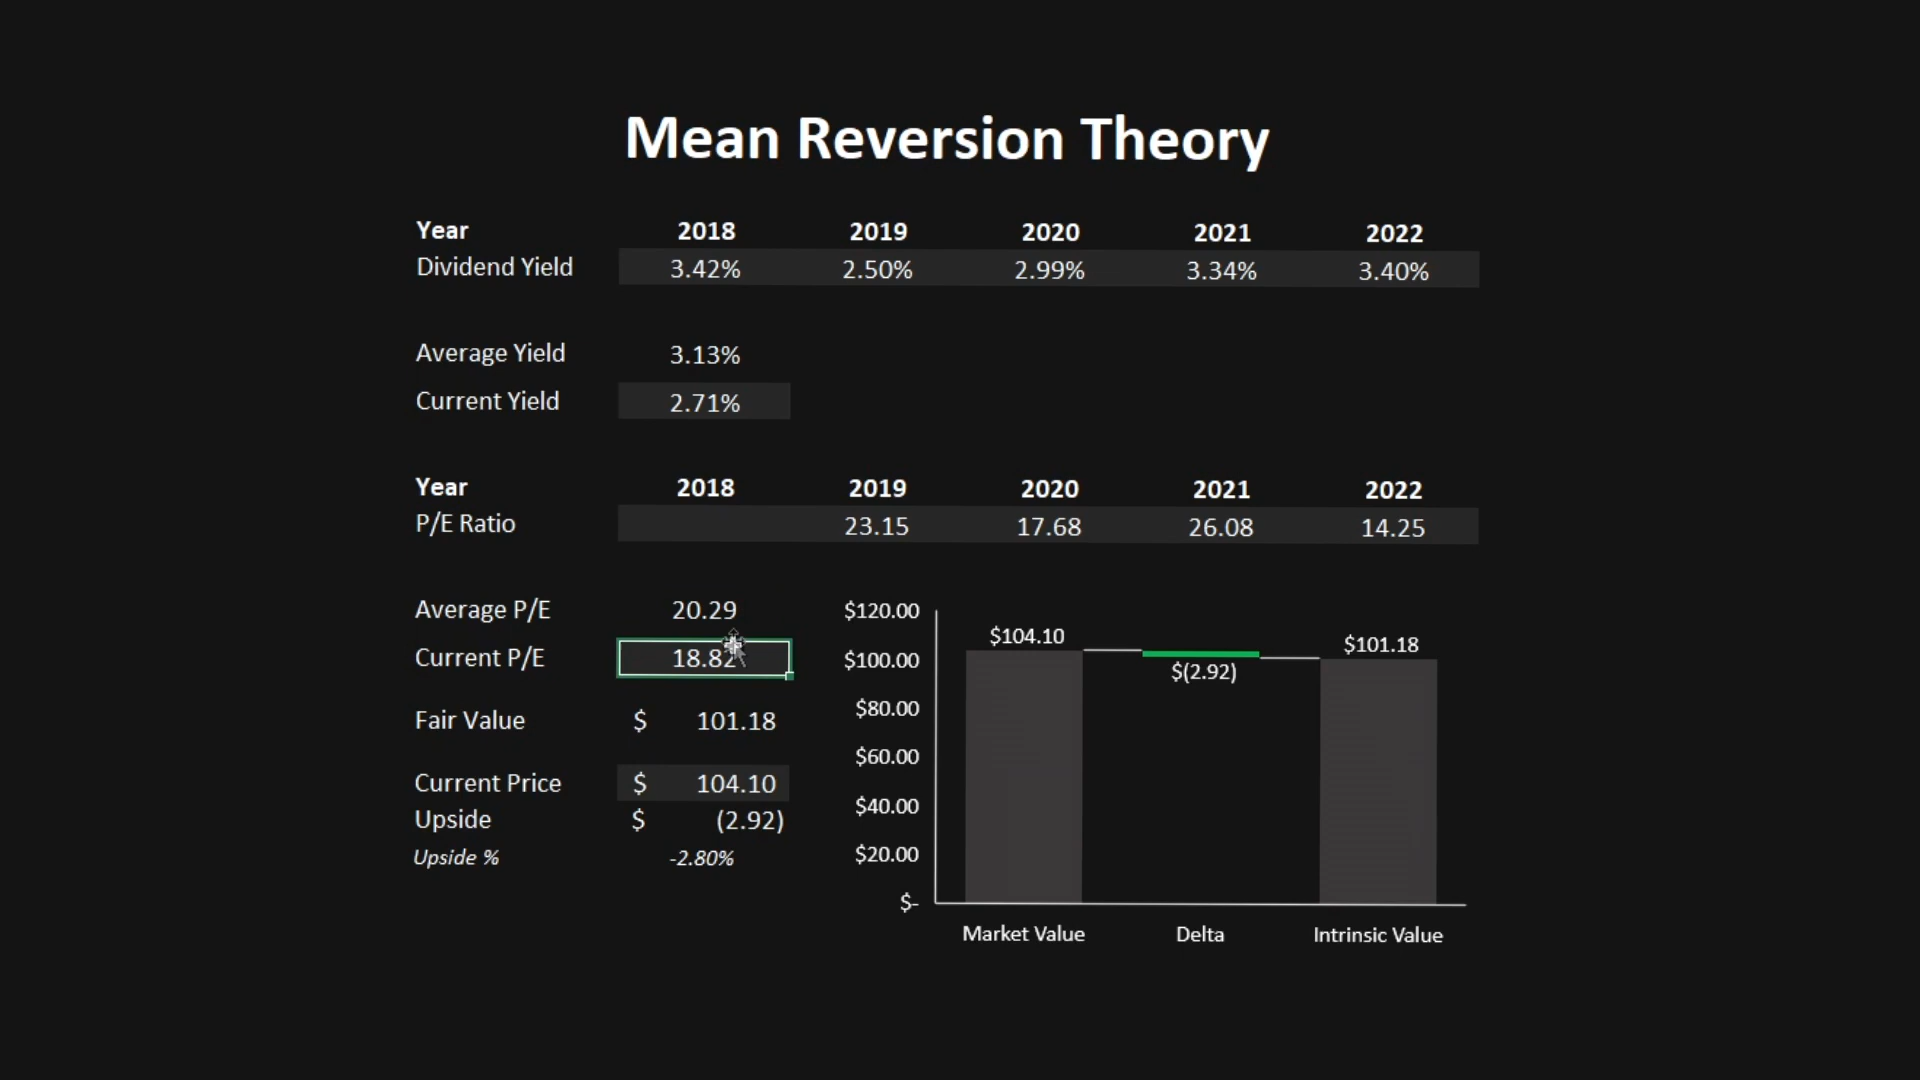 Mean Reversion Theory
Year 2018 2019 2020 2021 2022
Dividend Yield 3.42% 2.50% 2.99% 3.34% 3.40%
Average Yield 3.13%
Current Yield 2.71%
Year 2018 2019 2020 2021 2022
P/E Ratio 23.15 17.68 26.08 14.25
Average P/E 20.29
Current P/E 18.82
Fair Value $ 101.18
Current Price $ 104.10
Upside $ (2.92)
Upside % -2.80%
$120.00
$100.00
$80.00
$60.00
$40.00
$20.00
$-
$104.10
$(2.92)
$101.18
Market Value Delta Intrinsic Value